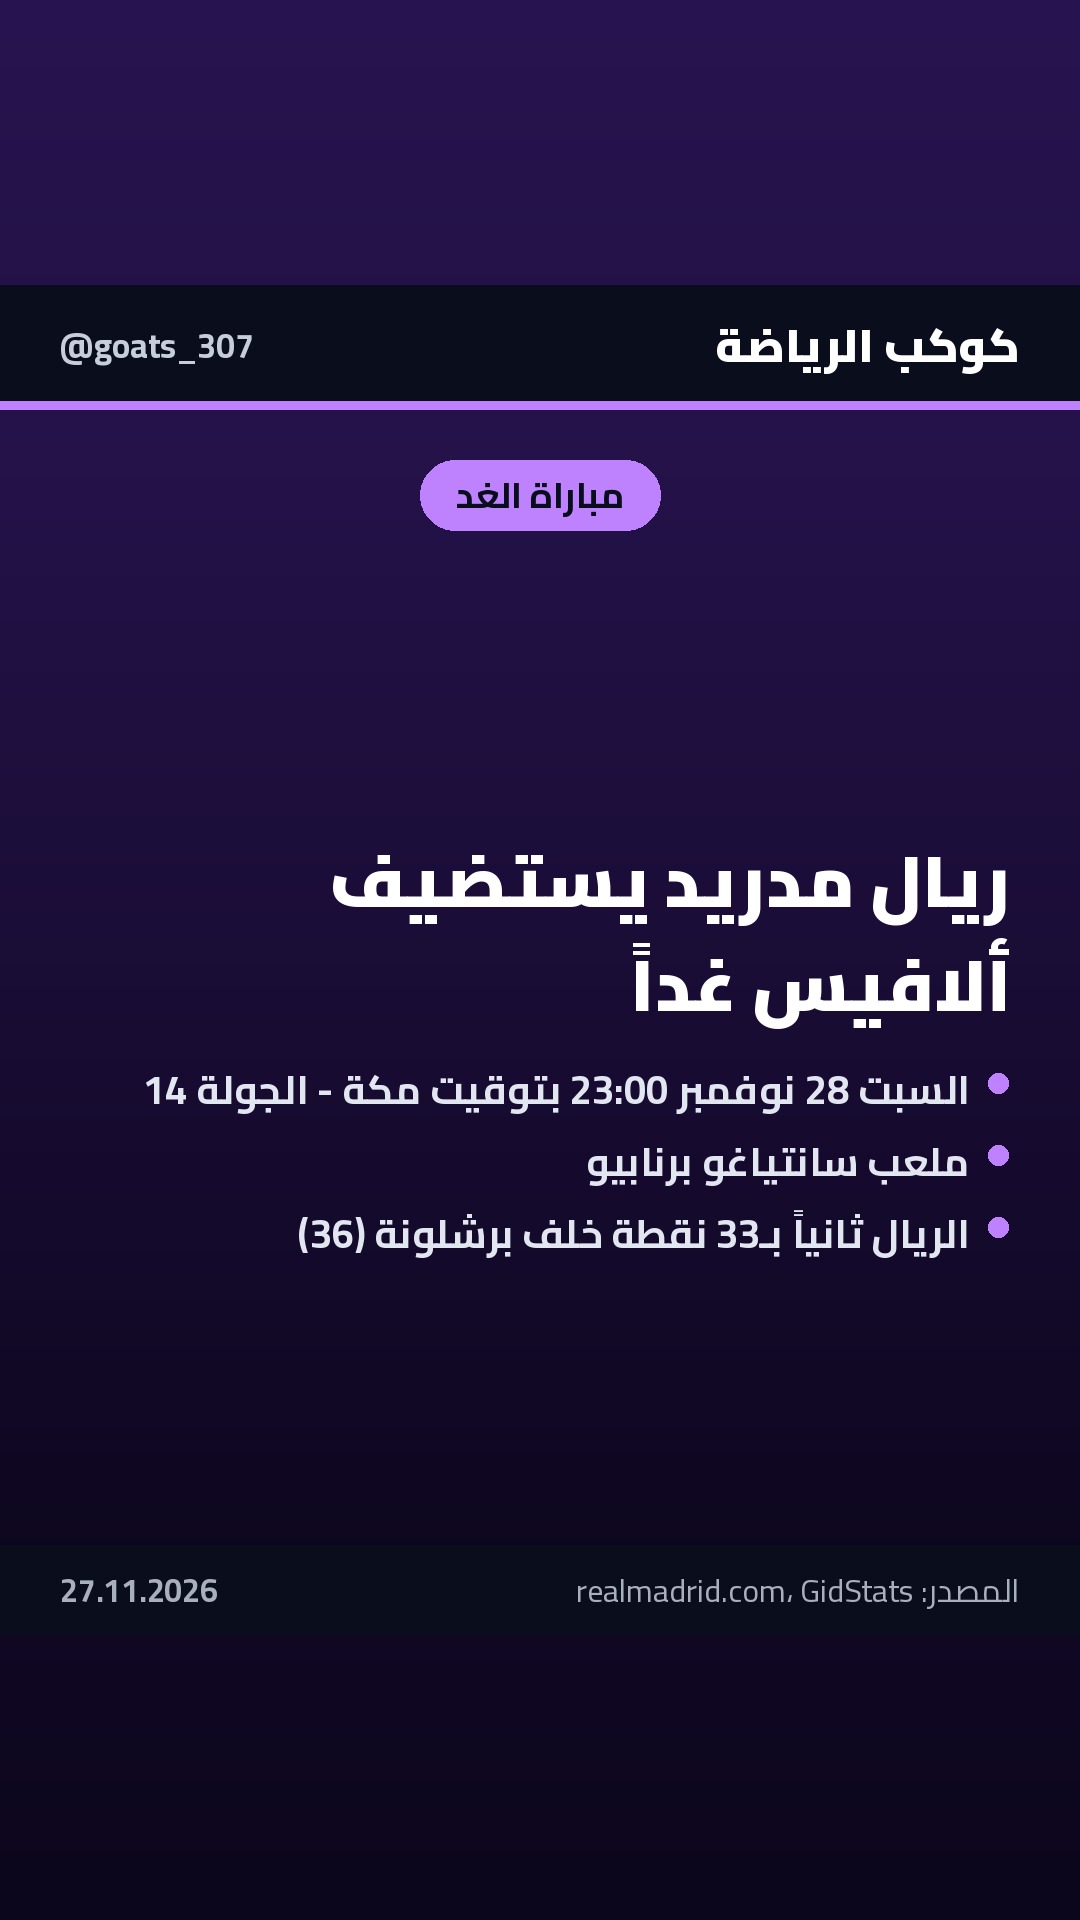 كوكب الرياضة
@goats_307
مباراة الغد
ريال مدريد يستضيف
ألافيس غداً
السبت 28 نوفمبر 23:00 بتوقيت مكة - الجولة 14
ملعب سانتياغو برنابيو
الريال ثانياً بـ33 نقطة خلف برشلونة (36)
المصدر: realmadrid.com، GidStats
27.11.2026